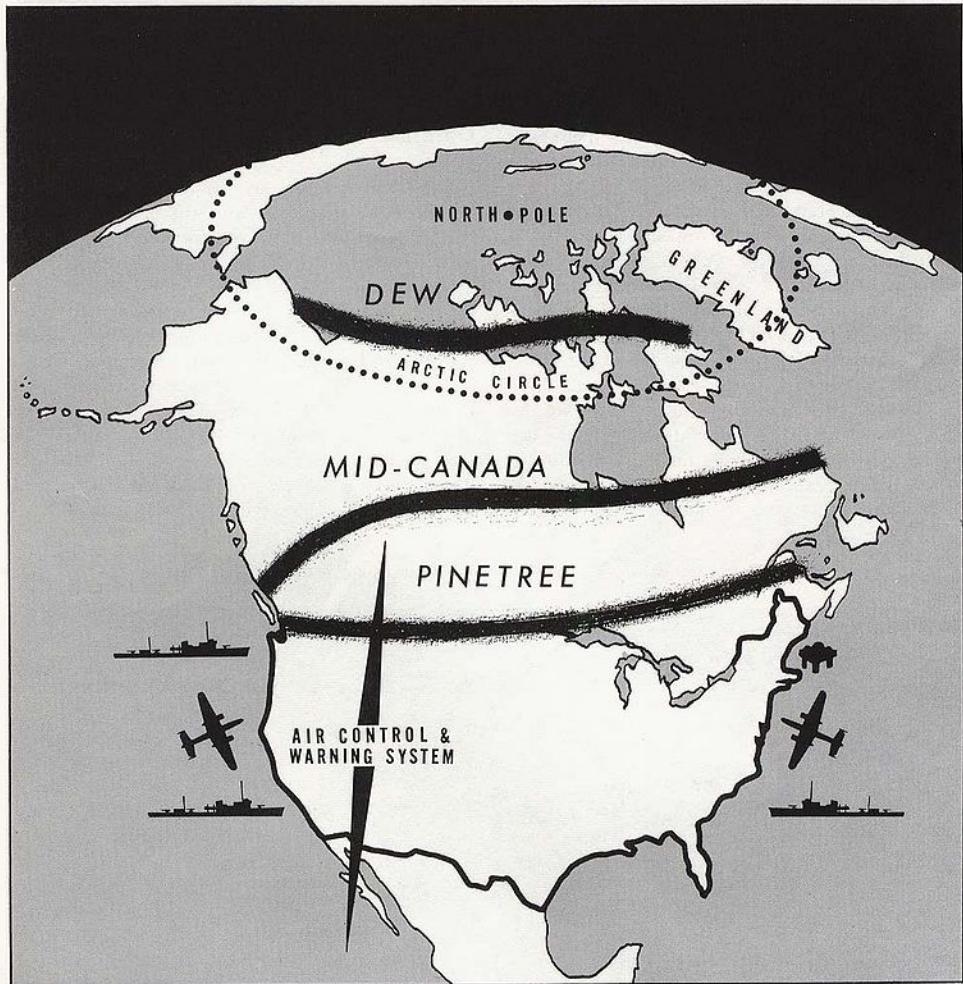 NORTH•POLE
GREENLAND
DEW
ARCTIC CIRCLE
MID-CANADA
PINETREE
AIR CONTROL &
WARNING SYSTEM